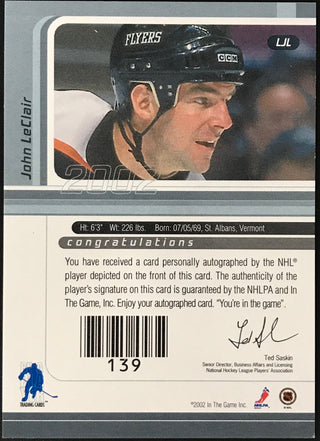 FLYERS
CCM
LJL
John LeClair
2002
Ht: 6'3" Wt: 226 lbs. Born: 07/05/69, St. Albans, Vermont
congratulations
You have received a card personally autographed by the NHL®
player depicted on the front of this card. The authenticity of the
player's signature on this card is guaranteed by the NHLPA and In
The Game, Inc. Enjoy your autographed card. "You're in the game".
139
Ted Saskin
Senior Director, Business Affairs and Licensing
National Hockey League Players' Association
TRADING CARDS
©2002 In The Game Inc.
NHLPA
NHL